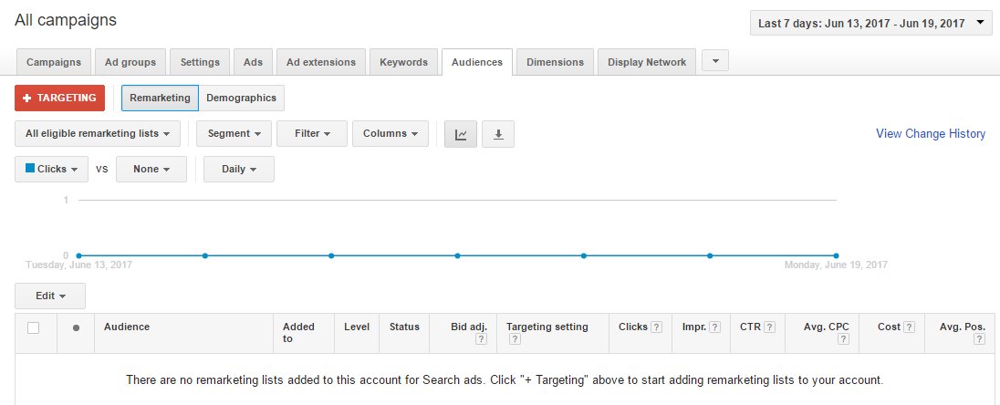 All campaigns
Last 7 days: Jun 13, 2017 - Jun 19, 2017
Campaigns Ad groups Settings Ads Ad extensions Keywords Audiences Dimensions Display Network
+ TARGETING Remarketing Demographics
All eligible remarketing lists Segment Filter Columns View Change History
Clicks vs None Daily
1
0
Tuesday, June 13, 2017 Monday, June 19, 2017
Edit
Audience Added to Level Status Bid adj. ? Targeting setting ? Clicks ? Impr. ? CTR ? Avg. CPC ? Cost ? Avg. Pos. ?
There are no remarketing lists added to this account for Search ads. Click "+ Targeting" above to start adding remarketing lists to your account.